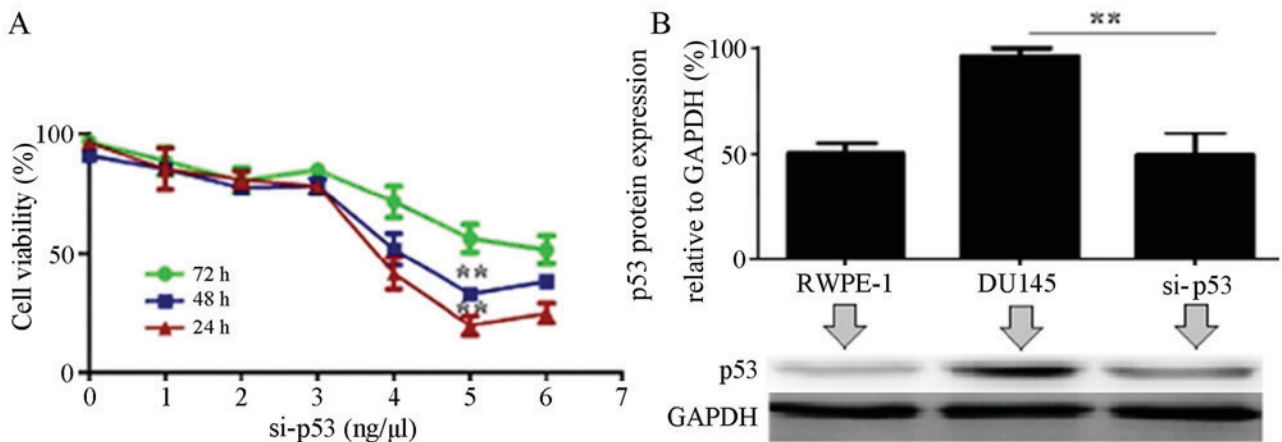 A
Cell viability (%)
100
50
0
72 h
48 h
24 h
**
**
0 1 2 3 4 5 6 7
si-p53 (ng/µl)
B
p53 protein expression
relative to GAPDH (%)
**
100
50
0
RWPE-1 DU145 si-p53
p53
GAPDH